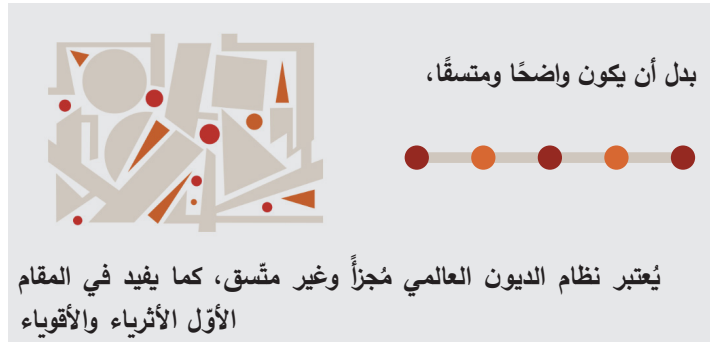 بدل أن يكون واضحًا ومتسقًا،
يُعتبر نظام الديون العالمي مُجزأً وغير متّسق، كما يفيد في المقام
الأوّل الأثرياء والأقوياء